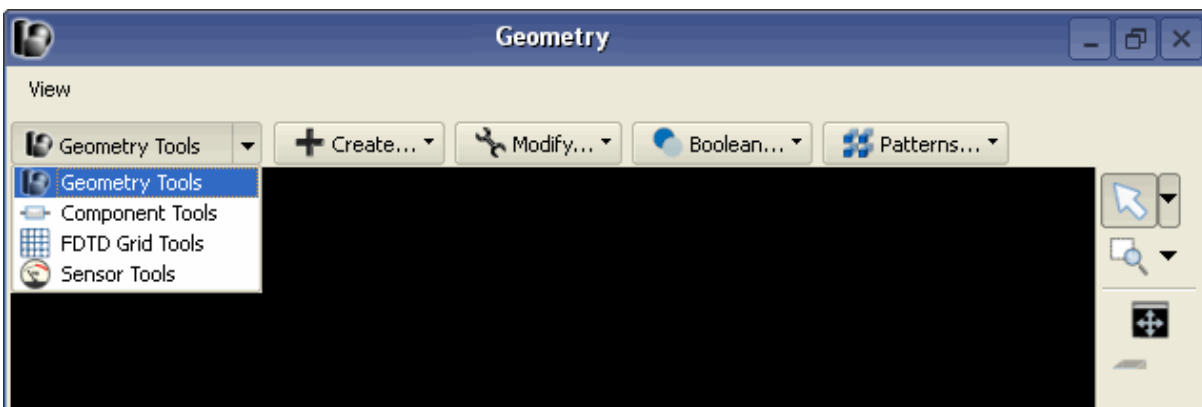 Geometry
View
Geometry Tools Create... Modify... Boolean... Patterns...
Geometry Tools
Component Tools
FDTD Grid Tools
Sensor Tools